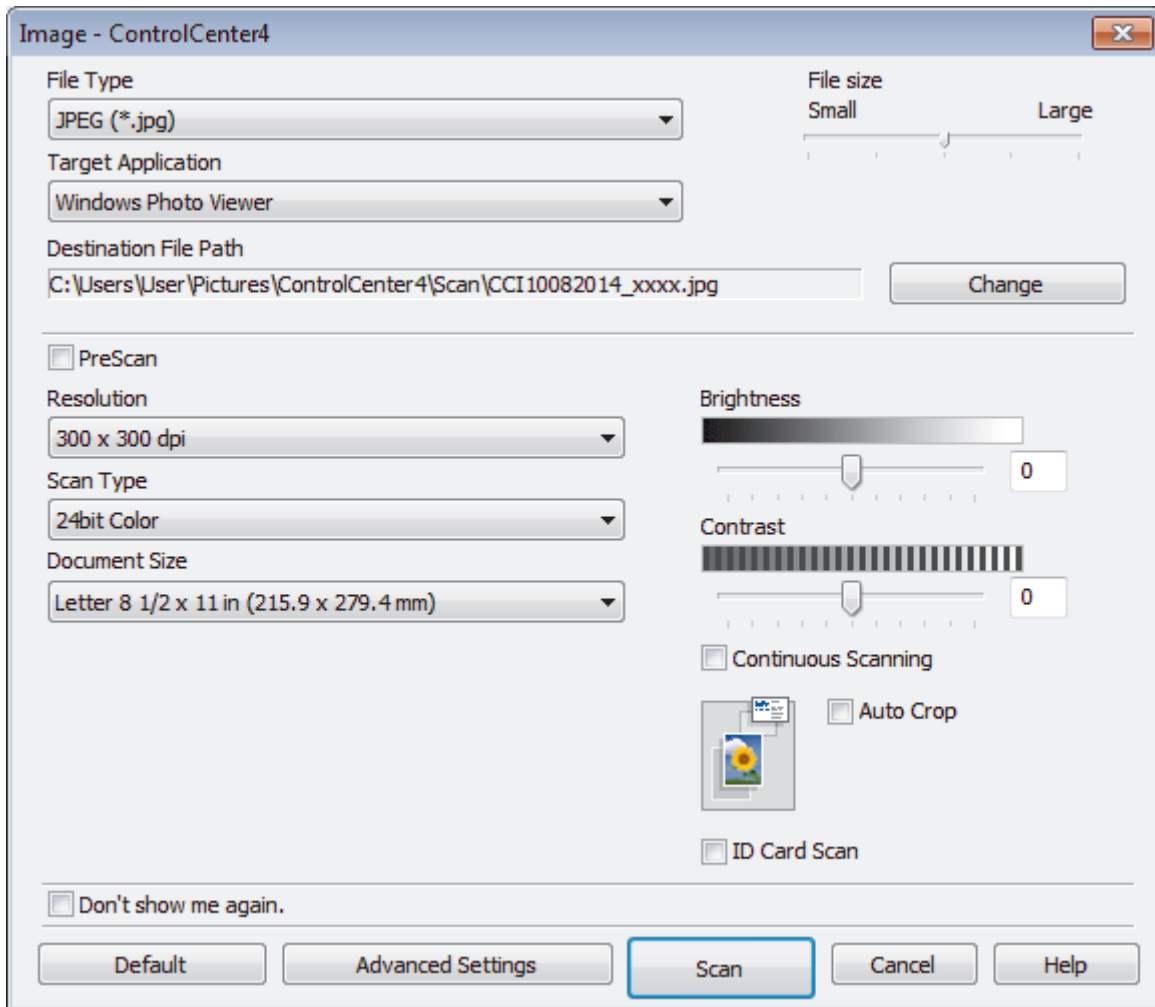 Image - ControlCenter4
File Type
File size
JPEG (*.jpg)
Small Large
Target Application
Windows Photo Viewer
Destination File Path
C:\Users\User\Pictures\ControlCenter4\Scan\CCI10082014_xxxx.jpg
Change
PreScan
Resolution
300 x 300 dpi
Scan Type
24bit Color
Document Size
Letter 8 1/2 x 11 in (215.9 x 279.4 mm)
Brightness
0
Contrast
0
Continuous Scanning
Auto Crop
ID Card Scan
Don't show me again.
Default Advanced Settings Scan Cancel Help